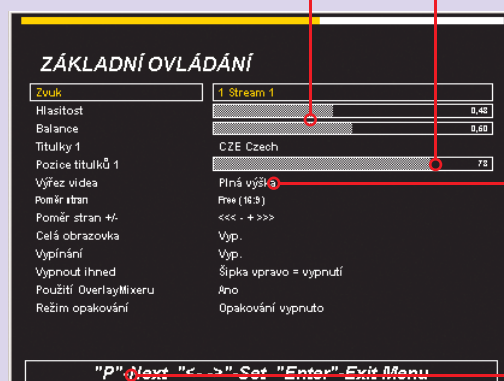 ZÁKLADNÍ OVLÁDÁNÍ
Zvuk 1 Stream 1
Hlasitost 0,48
Balance 0,60
Titulky 1 CZE Czech
Pozice titulků 1 78
Výřez videa Plná výška
Poměr stran Free (16:9)
Poměr stran +/- <<< - + >>>
Celá obrazovka Vyp.
Vypínání Vyp.
Vypnout ihned Šipka vpravo = vypnutí
Použití OverlayMixeru Ano
Režim opakování Opakování vypnuto
"P"-Next "<- ->"-Set "Enter"-Exit Menu